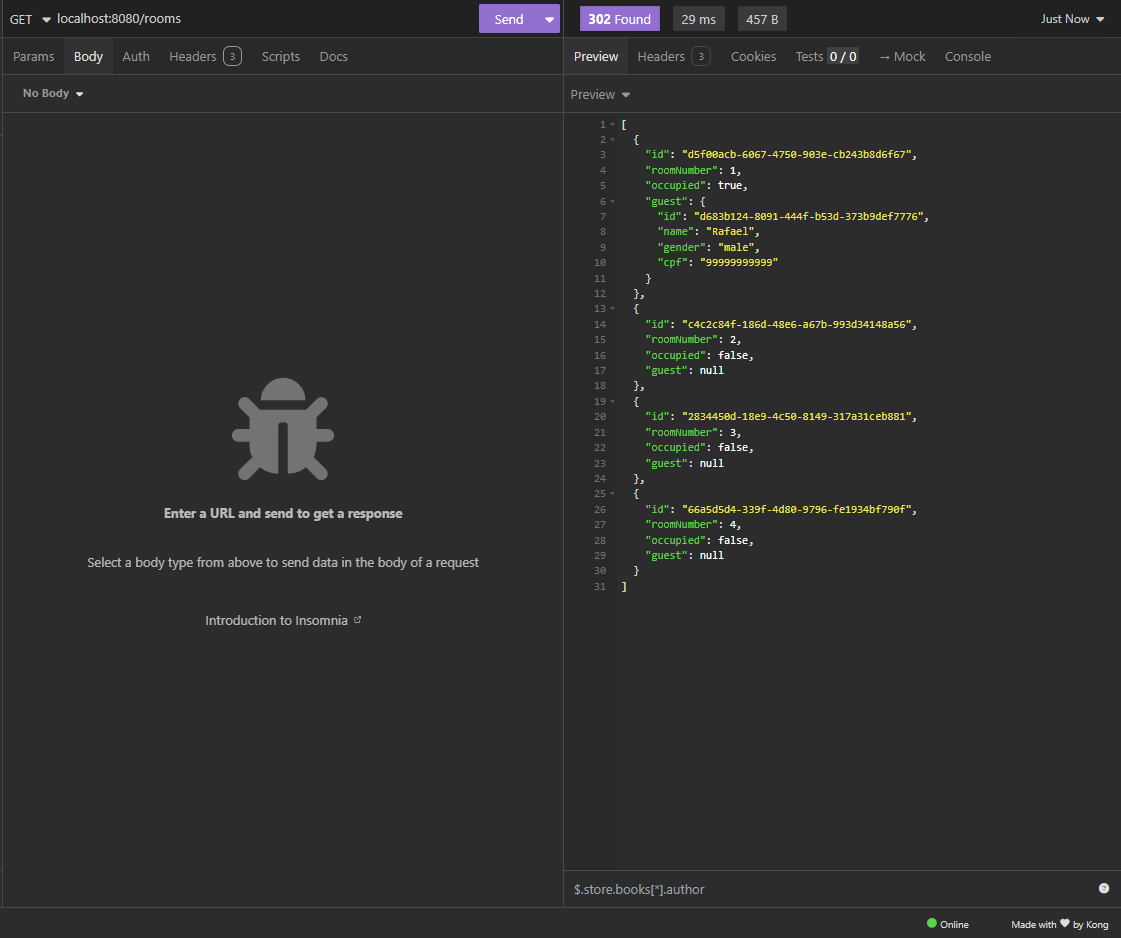 GET localhost:8080/rooms Send
302 Found 29 ms 457 B Just Now
Params Body Auth Headers 3 Scripts Docs
Preview Headers 3 Cookies Tests 0 / 0 → Mock Console
No Body
Preview
1 [
2 {
3 "id": "d5f00acb-6067-4750-903e-cb243b8d6f67",
4 "roomNumber": 1,
5 "occupied": true,
6 "guest": {
7 "id": "d683b124-8091-444f-b53d-373b9def7776",
8 "name": "Rafael",
9 "gender": "male",
10 "cpf": "99999999999"
11 }
12 },
13 {
14 "id": "c4c2c84f-186d-48e6-a67b-993d34148a56",
15 "roomNumber": 2,
16 "occupied": false,
17 "guest": null
18 },
19 {
20 "id": "2834450d-18e9-4c50-8149-317a31ceb881",
21 "roomNumber": 3,
22 "occupied": false,
23 "guest": null
24 },
25 {
26 "id": "66a5d5d4-339f-4d80-9796-fe1934bf790f",
27 "roomNumber": 4,
28 "occupied": false,
29 "guest": null
30 }
31 ]
Enter a URL and send to get a response
Select a body type from above to send data in the body of a request
Introduction to Insomnia
$.store.books[*].author
Online Made with ♥ by Kong